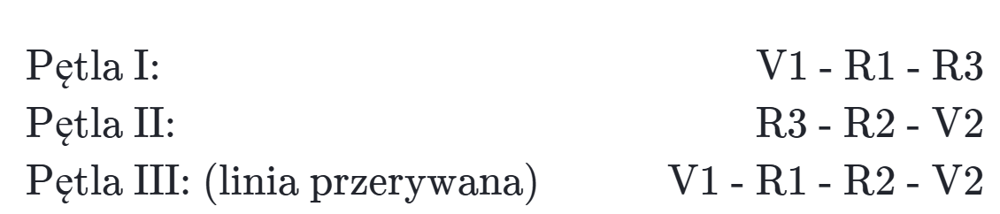 Pętla I: V1 - R1 - R3
Pętla II: R3 - R2 - V2
Pętla III: (linia przerywana) V1 - R1 - R2 - V2